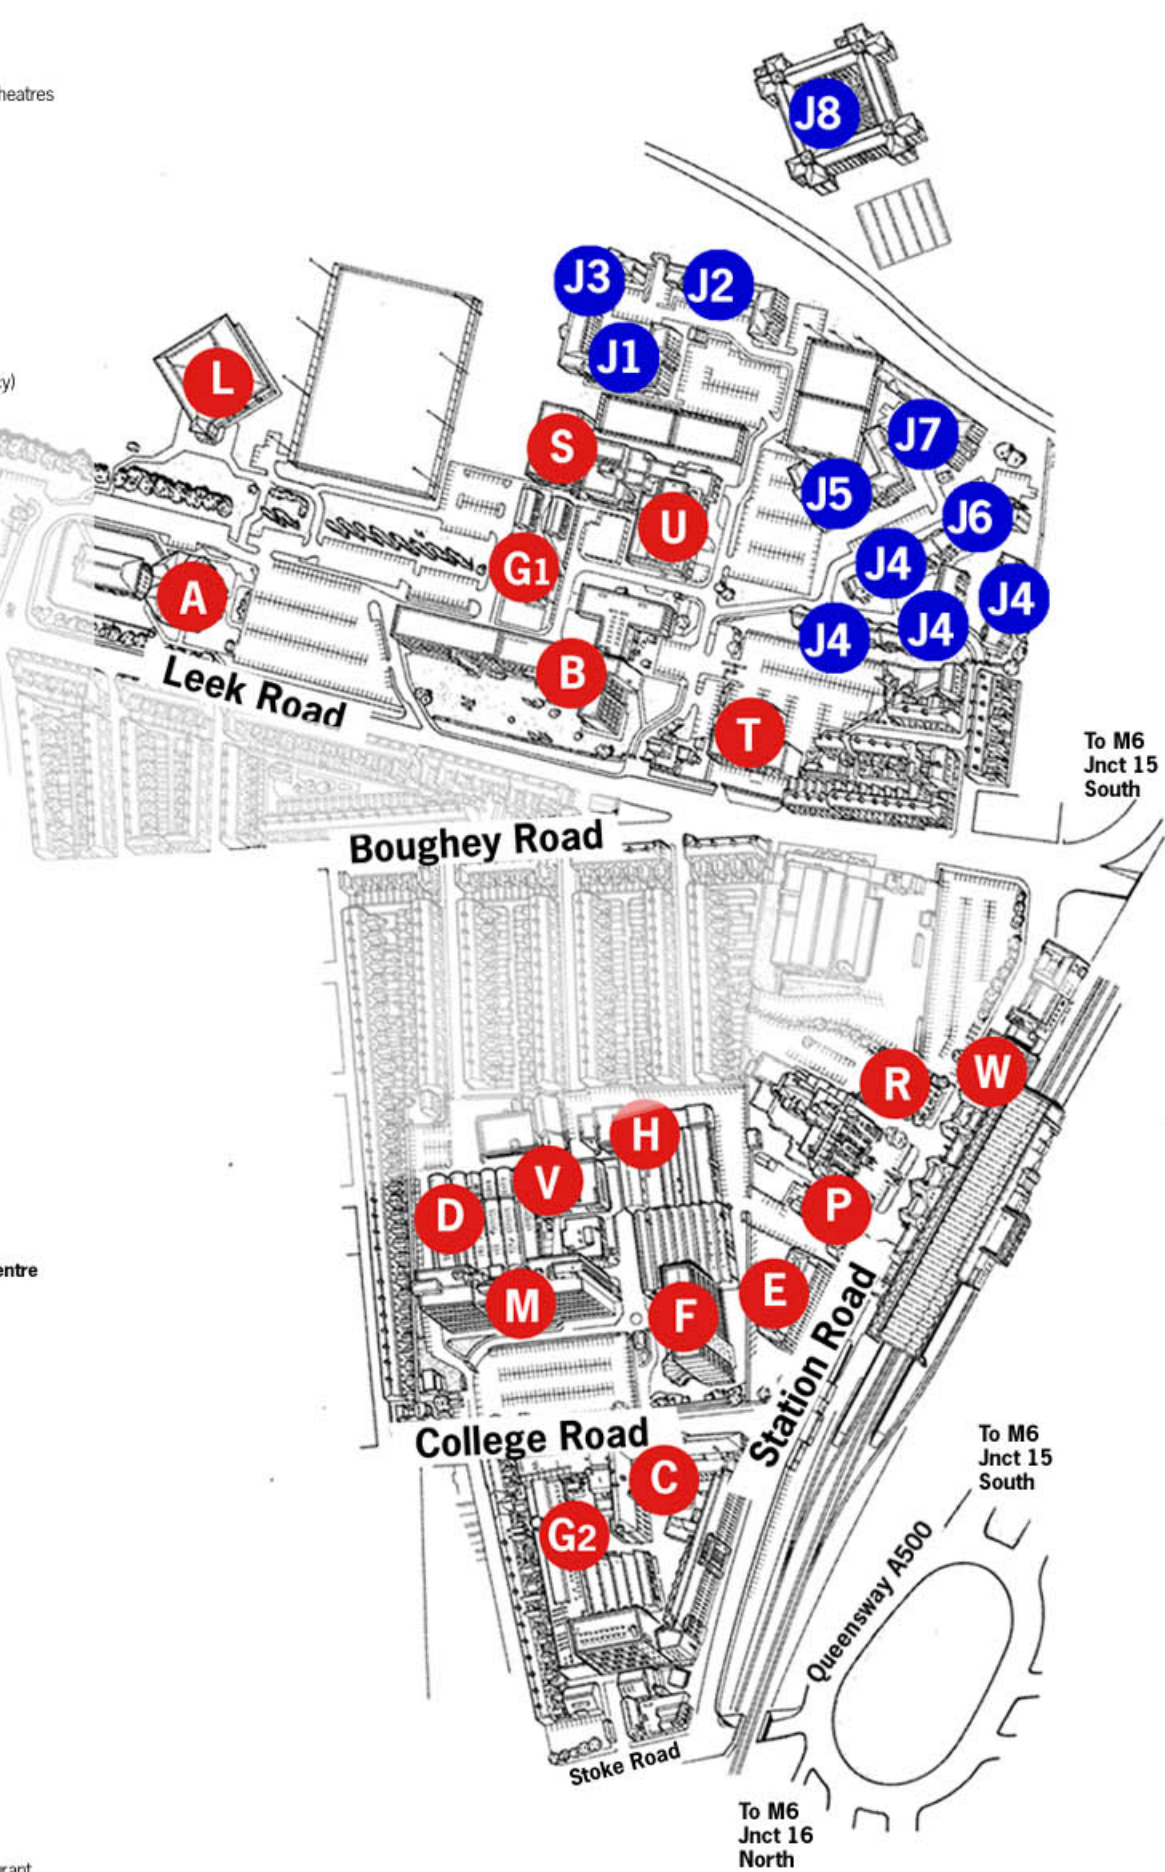 heatres
J8
J3
J2
J1
cy)
L
J7
S
J5
J6
U
G1
J4
A
J4
J4
J4
B
Leek Road
T
To M6
Jnct 15
South
Boughey Road
R
W
H
V
D
P
entre
M
E
F
Station Road
College Road
To M6
Jnct 15
South
C
G2
Queensway A500
Stoke Road
To M6
Jnct 16
North